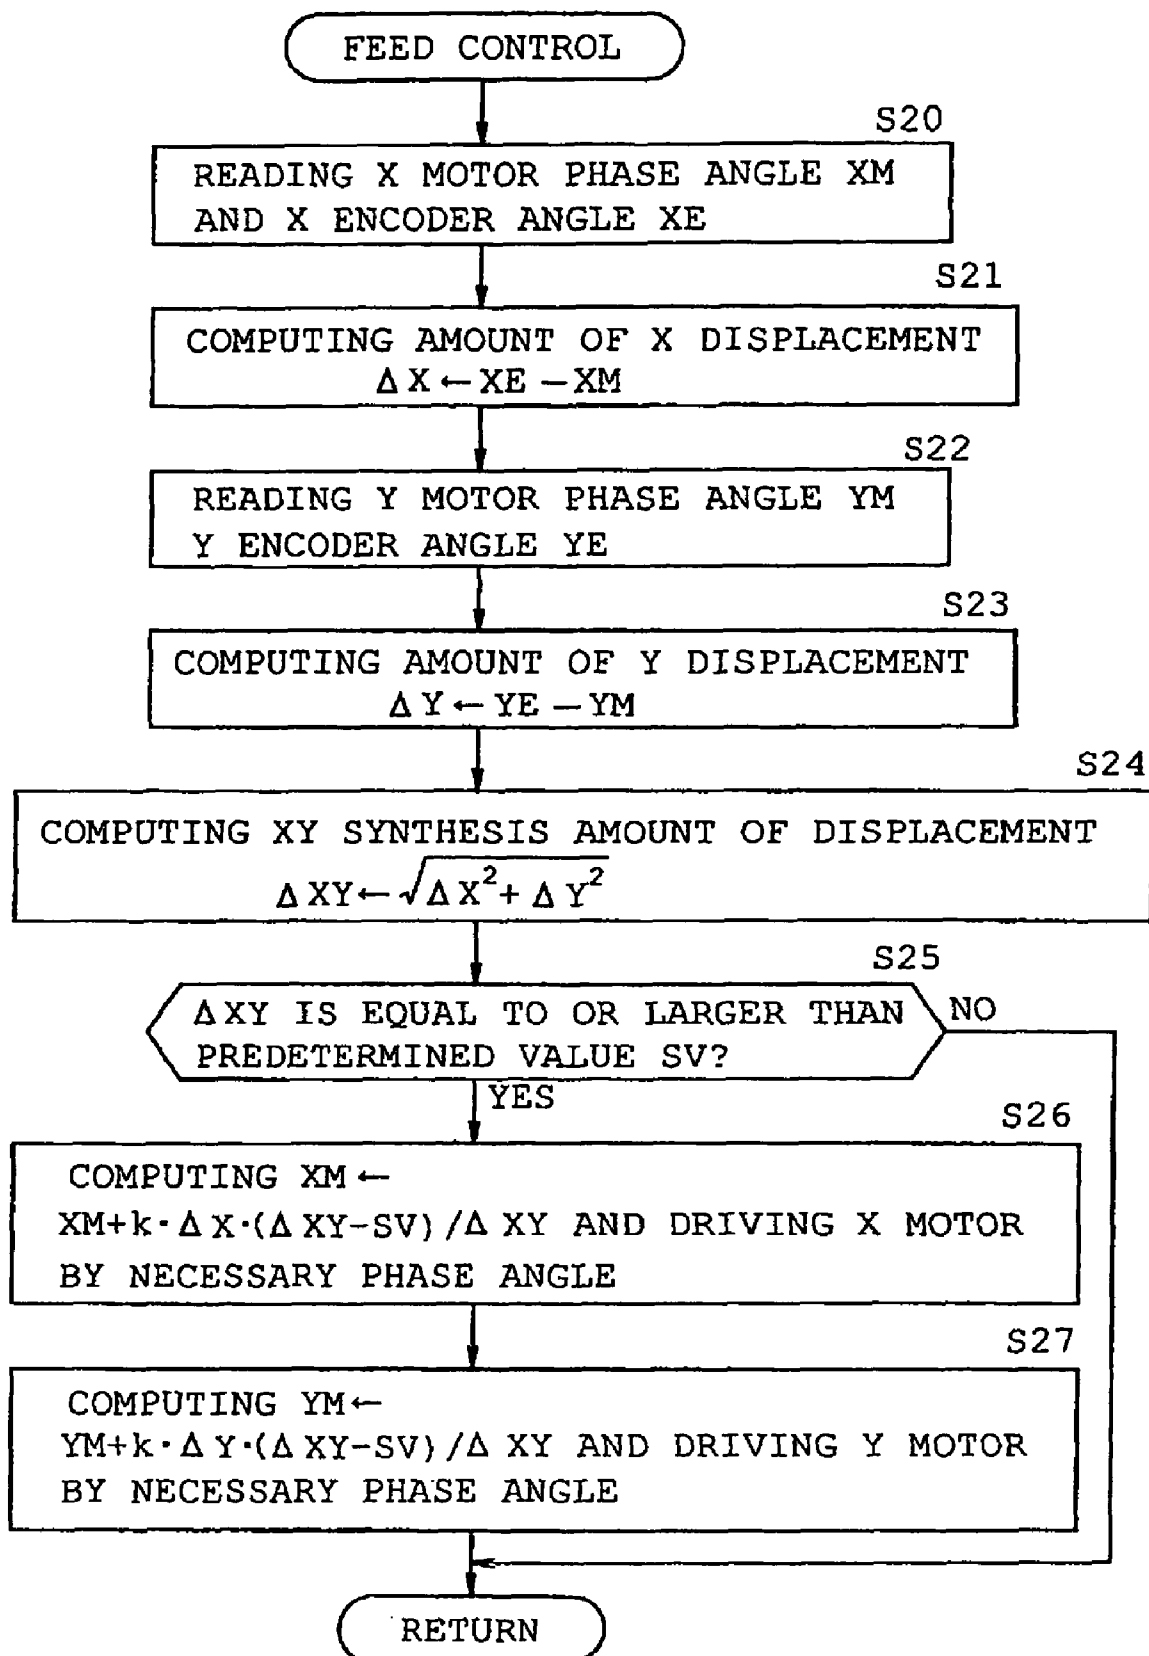 FEED CONTROL
S20
READING X MOTOR PHASE ANGLE XM
AND X ENCODER ANGLE XE
S21
COMPUTING AMOUNT OF X DISPLACEMENT
ΔX←XE−XM
S22
READING Y MOTOR PHASE ANGLE YM
Y ENCODER ANGLE YE
S23
COMPUTING AMOUNT OF Y DISPLACEMENT
ΔY←YE−YM
S24
COMPUTING XY SYNTHESIS AMOUNT OF DISPLACEMENT
ΔXY←√ΔX²+ΔY²
S25
ΔXY IS EQUAL TO OR LARGER THAN
PREDETERMINED VALUE SV?
NO
YES
S26
COMPUTING XM←
XM+k·ΔX·(ΔXY-SV)/ΔXY AND DRIVING X MOTOR
BY NECESSARY PHASE ANGLE
S27
COMPUTING YM←
YM+k·ΔY·(ΔXY-SV)/ΔXY AND DRIVING Y MOTOR
BY NECESSARY PHASE ANGLE
RETURN